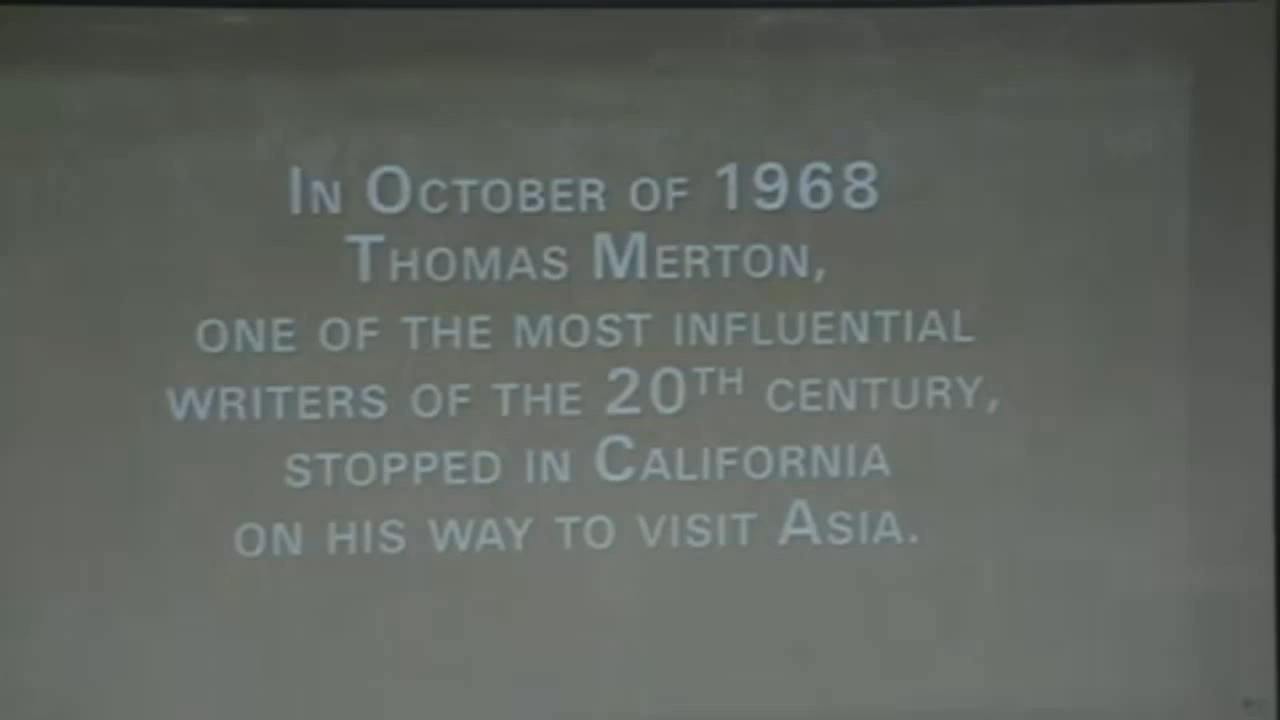 In October of 1968
Thomas Merton,
one of the most influential
writers of the 20th century,
stopped in California
on his way to visit Asia.